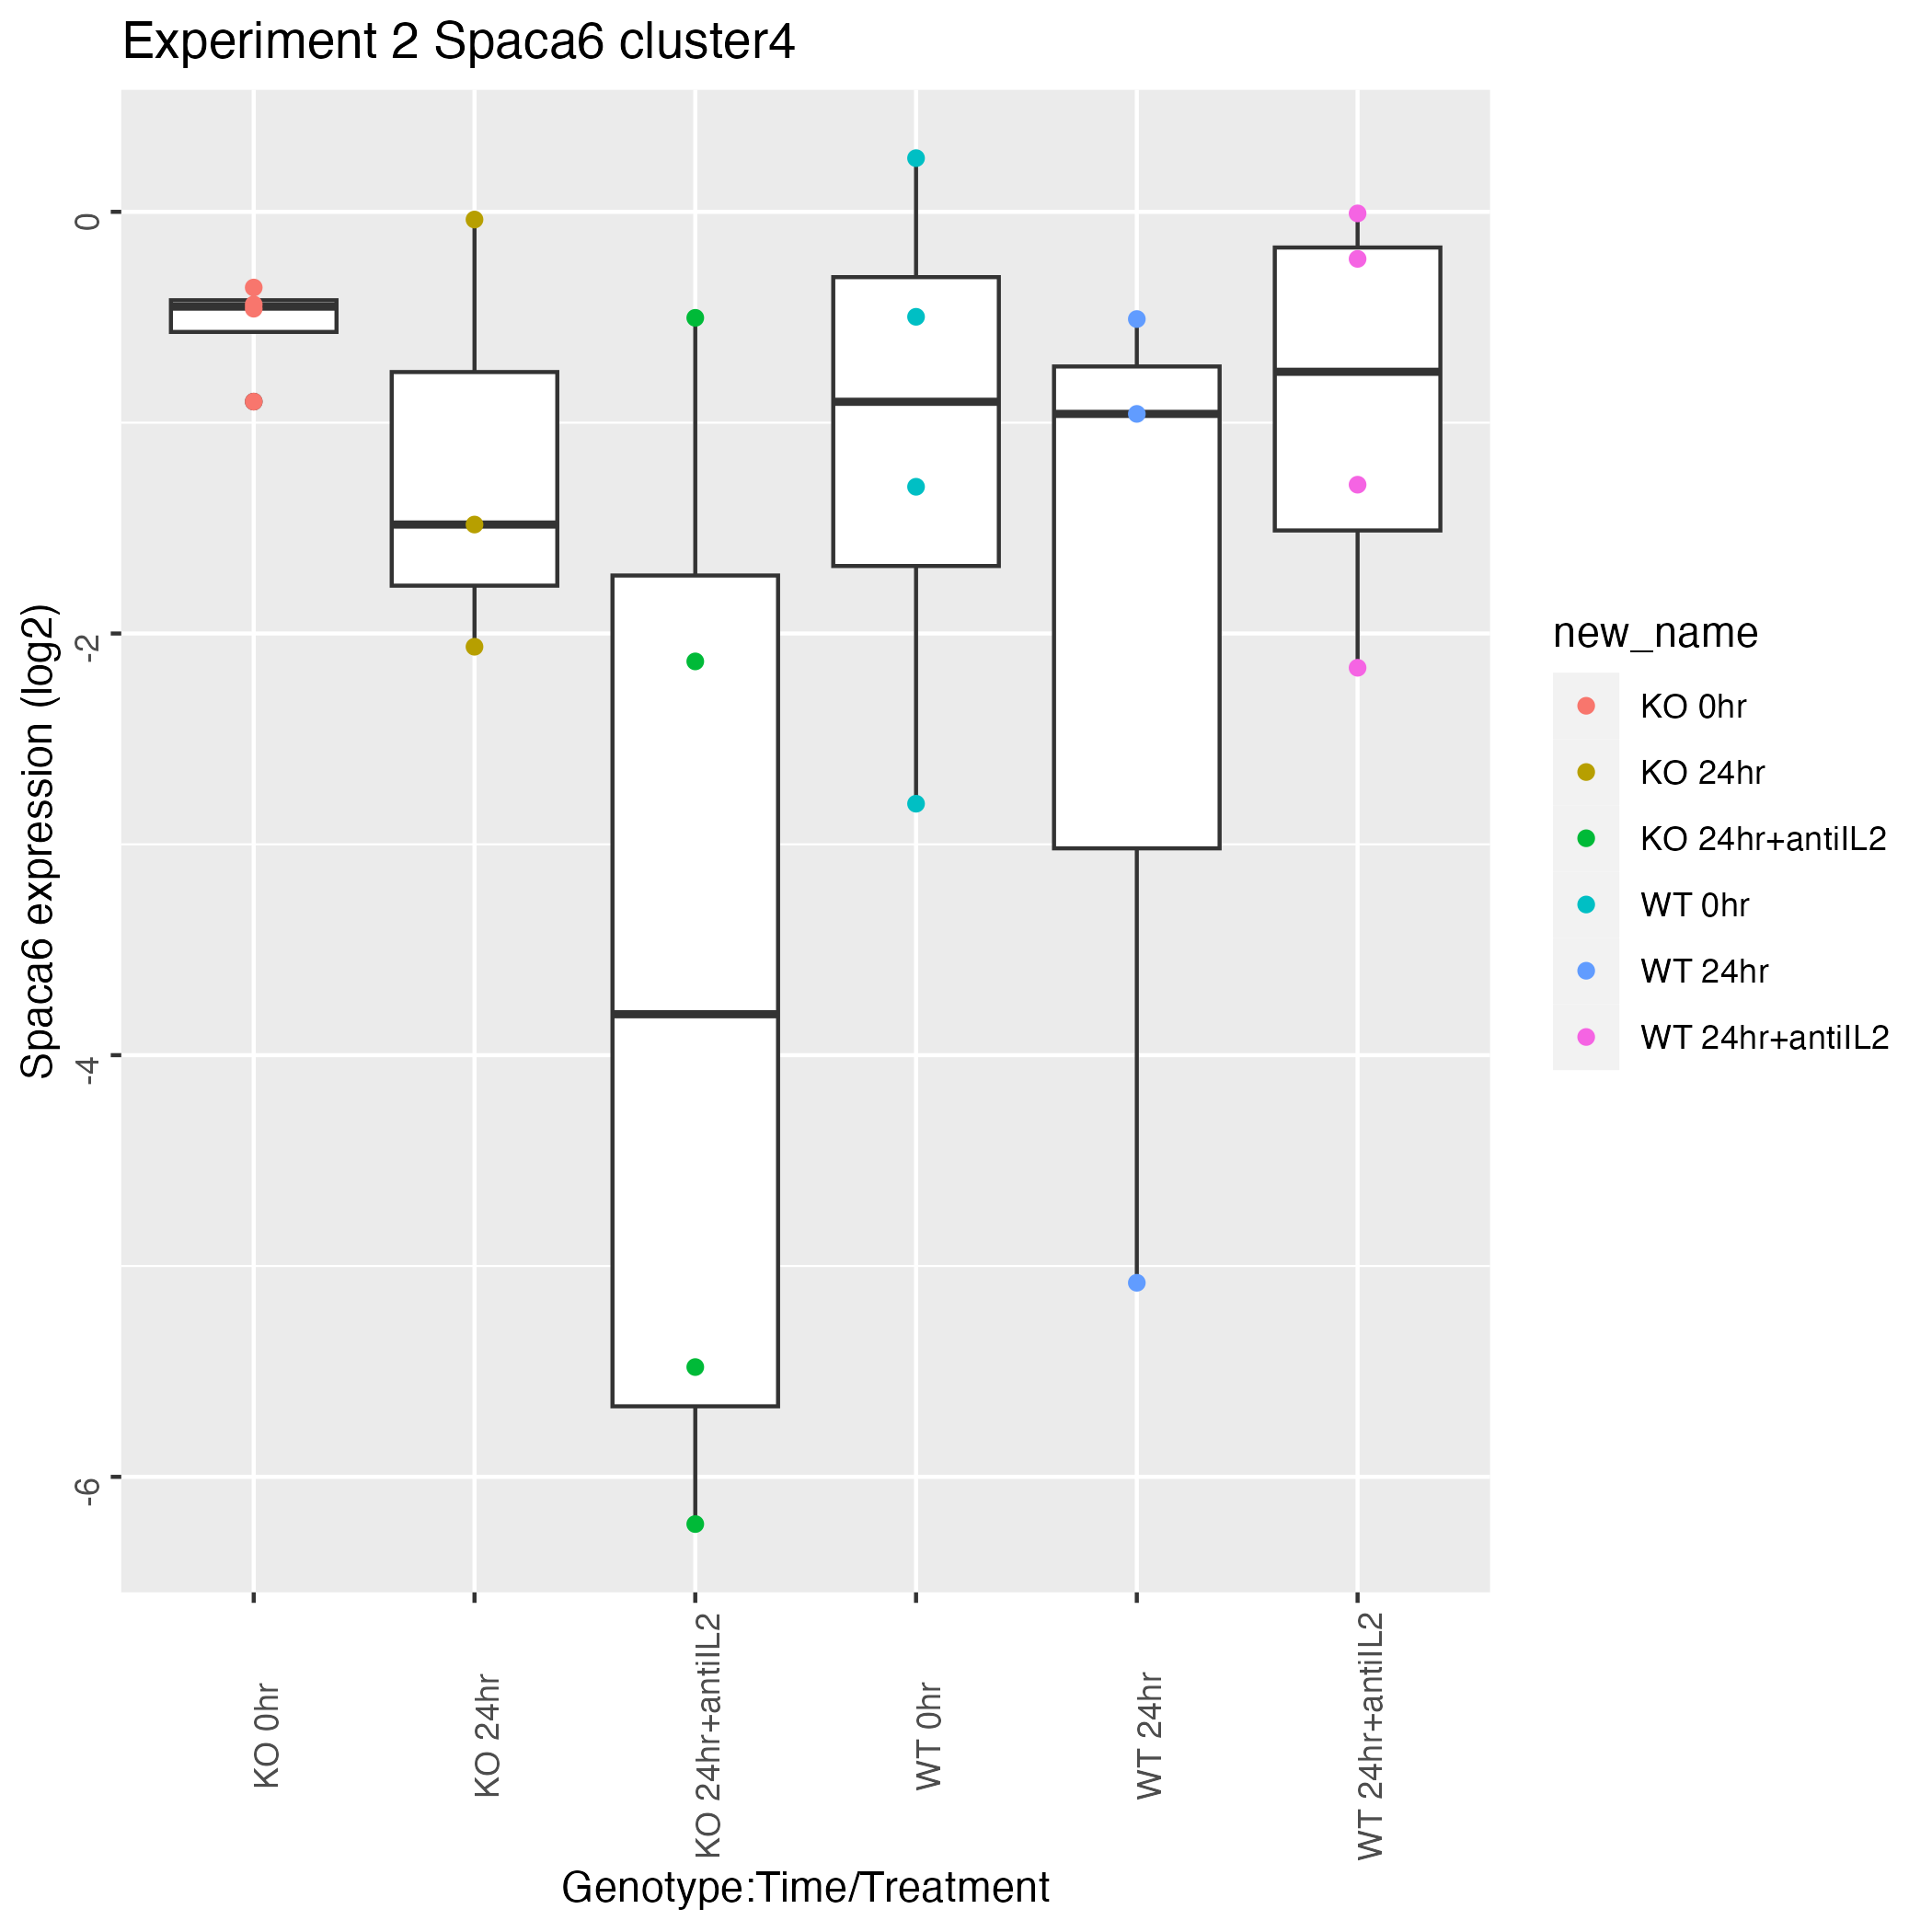 Experiment 2 Spaca6 cluster4
Spaca6 expression (log2)
0
-2
-4
-6
KO 0hr
KO 24hr
KO 24hr+antiIL2
WT 0hr
WT 24hr
WT 24hr+antiIL2
Genotype:Time/Treatment
new_name
KO 0hr
KO 24hr
KO 24hr+antiIL2
WT 0hr
WT 24hr
WT 24hr+antiIL2